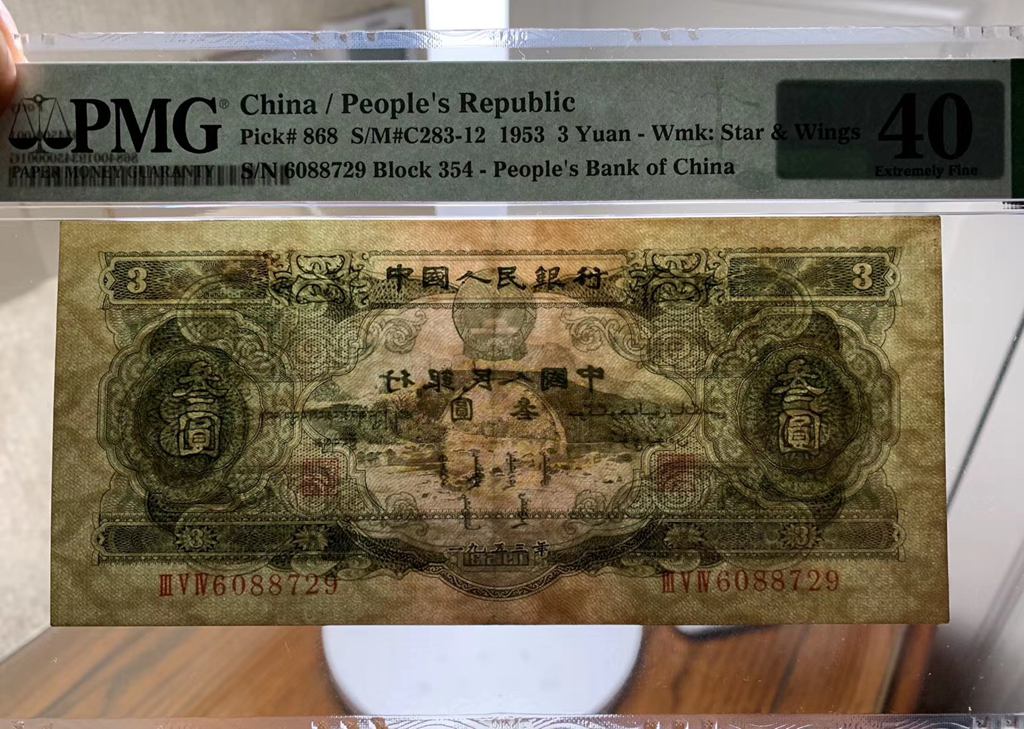 PMG® China / People's Republic
Pick# 868 S/M#C283-12 1953 3 Yuan - Wmk: Star & Wings
S/N 6088729 Block 354 - People's Bank of China
PAPER MONEY GUARANTY
40
Extremely Fine
3 中國人民銀行 3
叁圓 叁圓
3 3
一九五三年
ⅢⅤⅣ6088729 ⅢⅤⅣ6088729